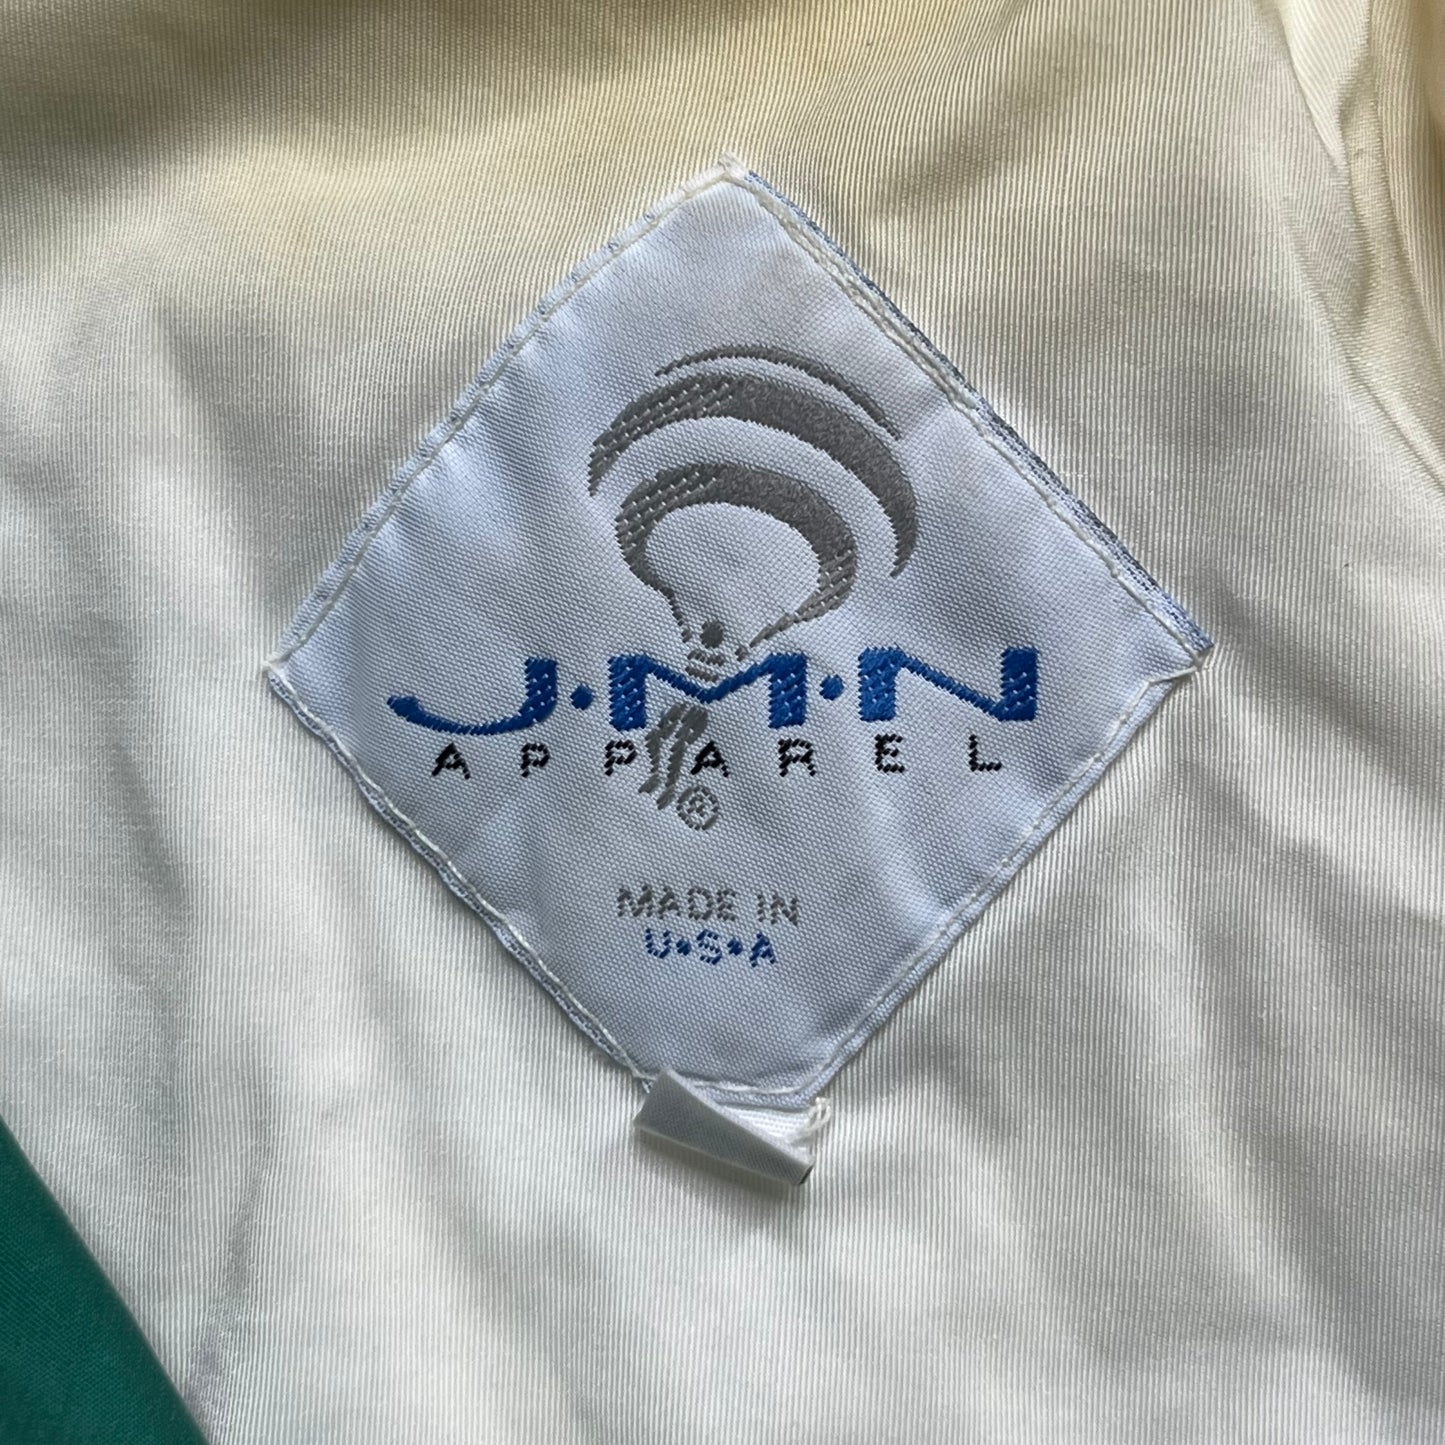 J•M•N
APPAREL
®
MADE IN
U•S•A